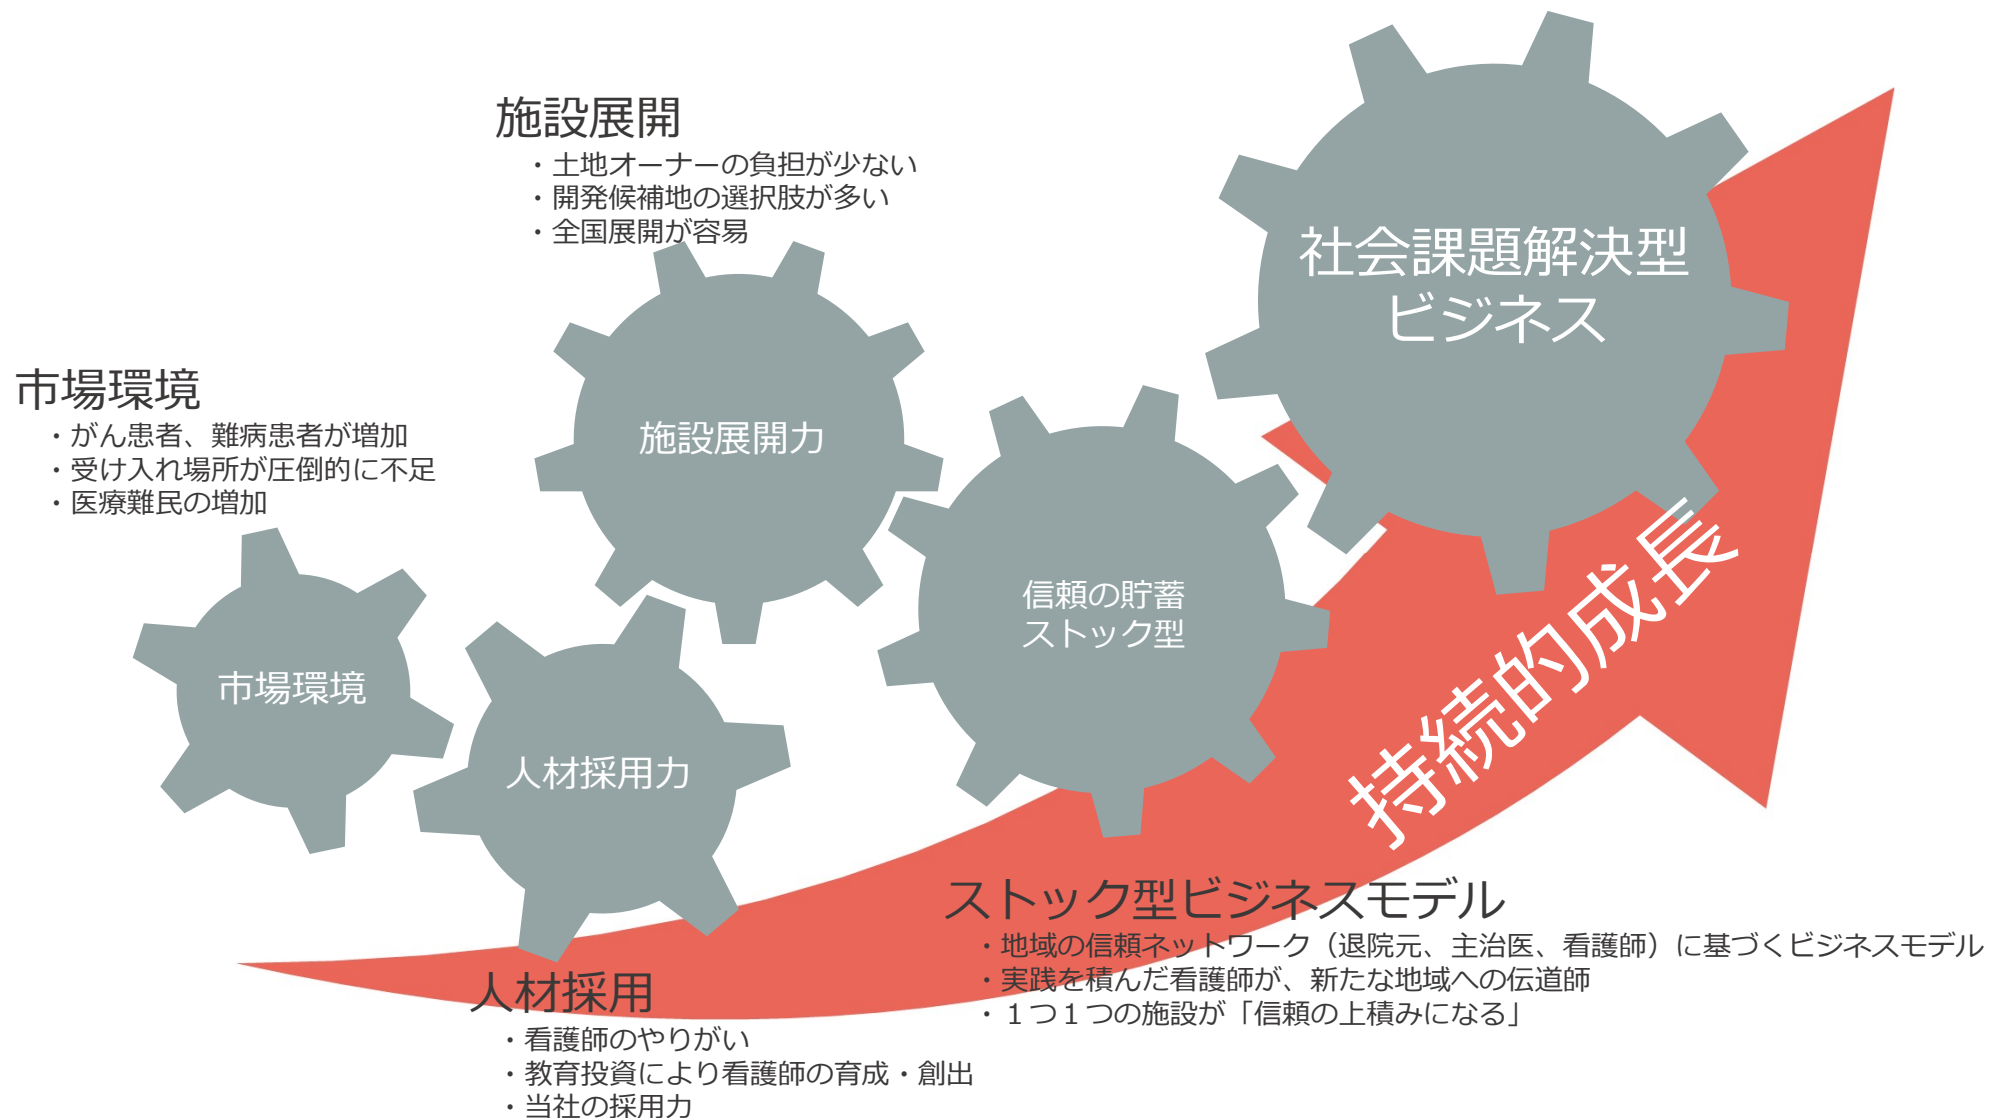 施設展開
・土地オーナーの負担が少ない
・開発候補地の選択肢が多い
・全国展開が容易
社会課題解決型
ビジネス
市場環境
・がん患者、難病患者が増加
・受け入れ場所が圧倒的に不足
・医療難民の増加
施設展開力
信頼の貯蓄
ストック型
市場環境
人材採用力
持続的成長
ストック型ビジネスモデル
・地域の信頼ネットワーク（退院元、主治医、看護師）に基づくビジネスモデル
・実践を積んだ看護師が、新たな地域への伝道師
・１つ１つの施設が「信頼の上積みになる」
人材採用
・看護師のやりがい
・教育投資により看護師の育成・創出
・当社の採用力